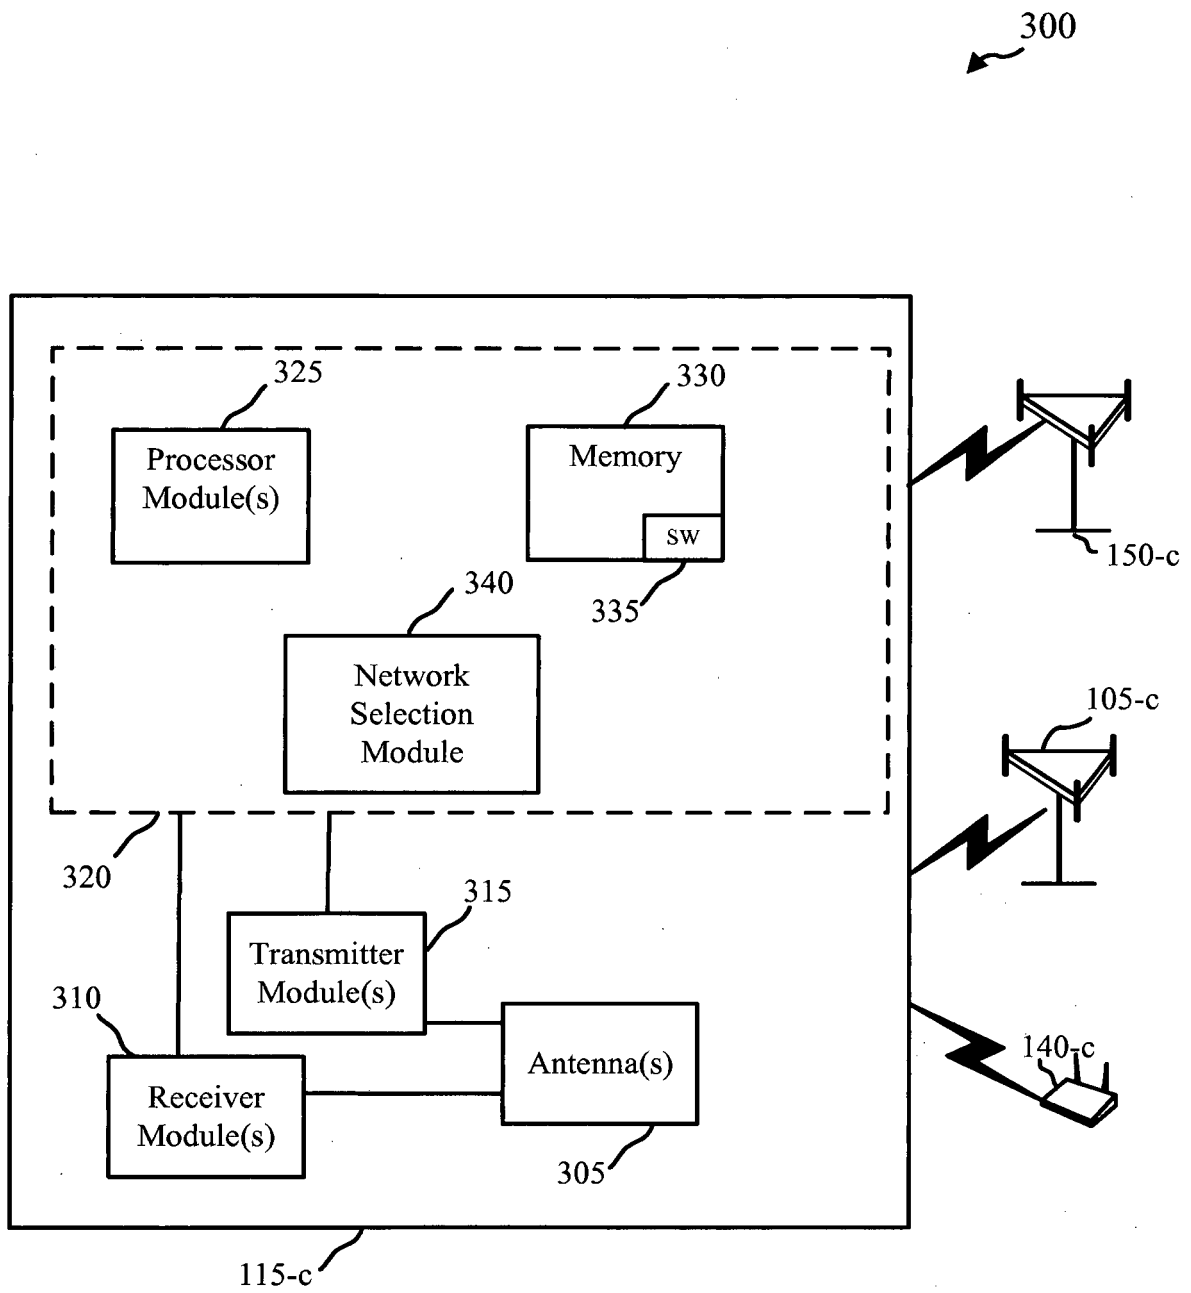 300
325
Processor
Module(s)
330
Memory
SW
335
340
Network
Selection
Module
150-c
105-c
320
315
Transmitter
Module(s)
310
Receiver
Module(s)
Antenna(s)
305
140-c
115-c